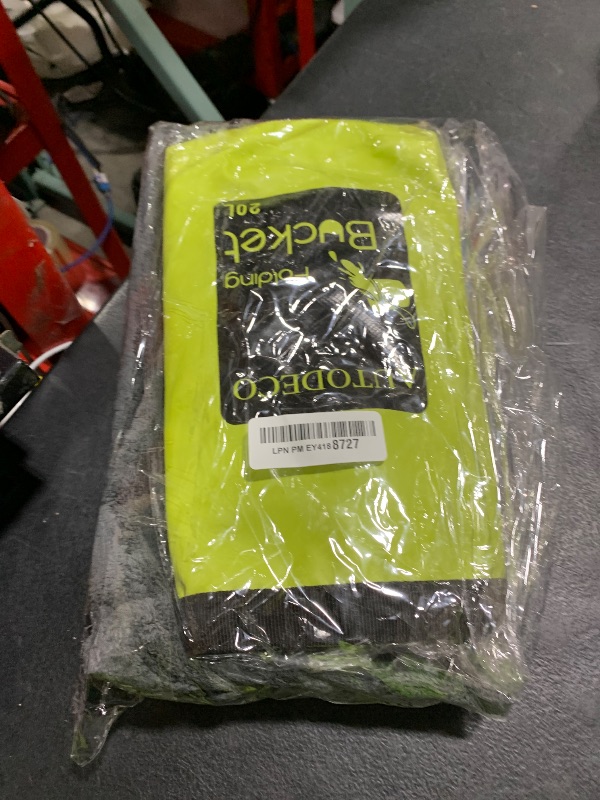 AUTODECO
Folding
Bucket
20L
LPN PM EY4188727